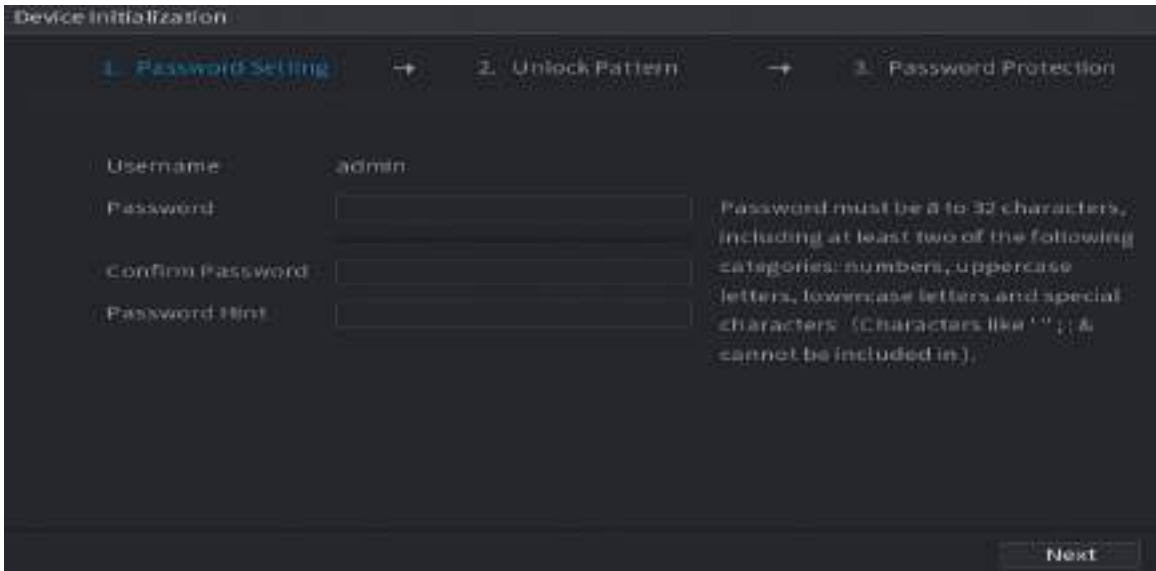 Device Initialization
1. Password Setting → 2. Unlock Pattern → 3. Password Protection
Username admin
Password
Password must be 8 to 32 characters,
including at least two of the following
categories: numbers, uppercase
letters, lowercase letters and special
characters (Characters like ' " ; : &
cannot be included in ).
Confirm Password
Password Hint
Next